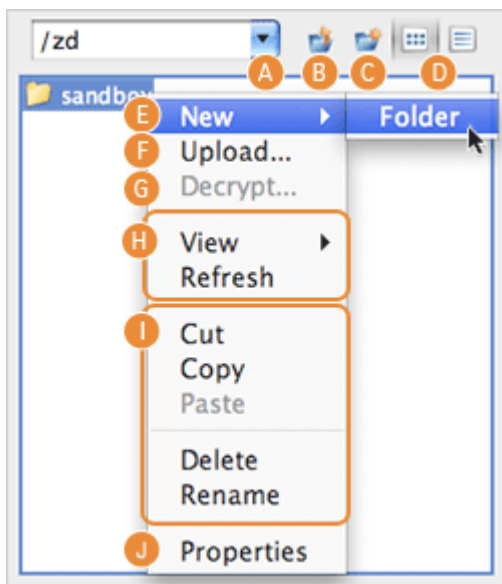 /zd
A B C D
sandbox
E New Folder
F Upload...
G Decrypt...
H View
Refresh
I Cut
Copy
Paste
Delete
Rename
J Properties